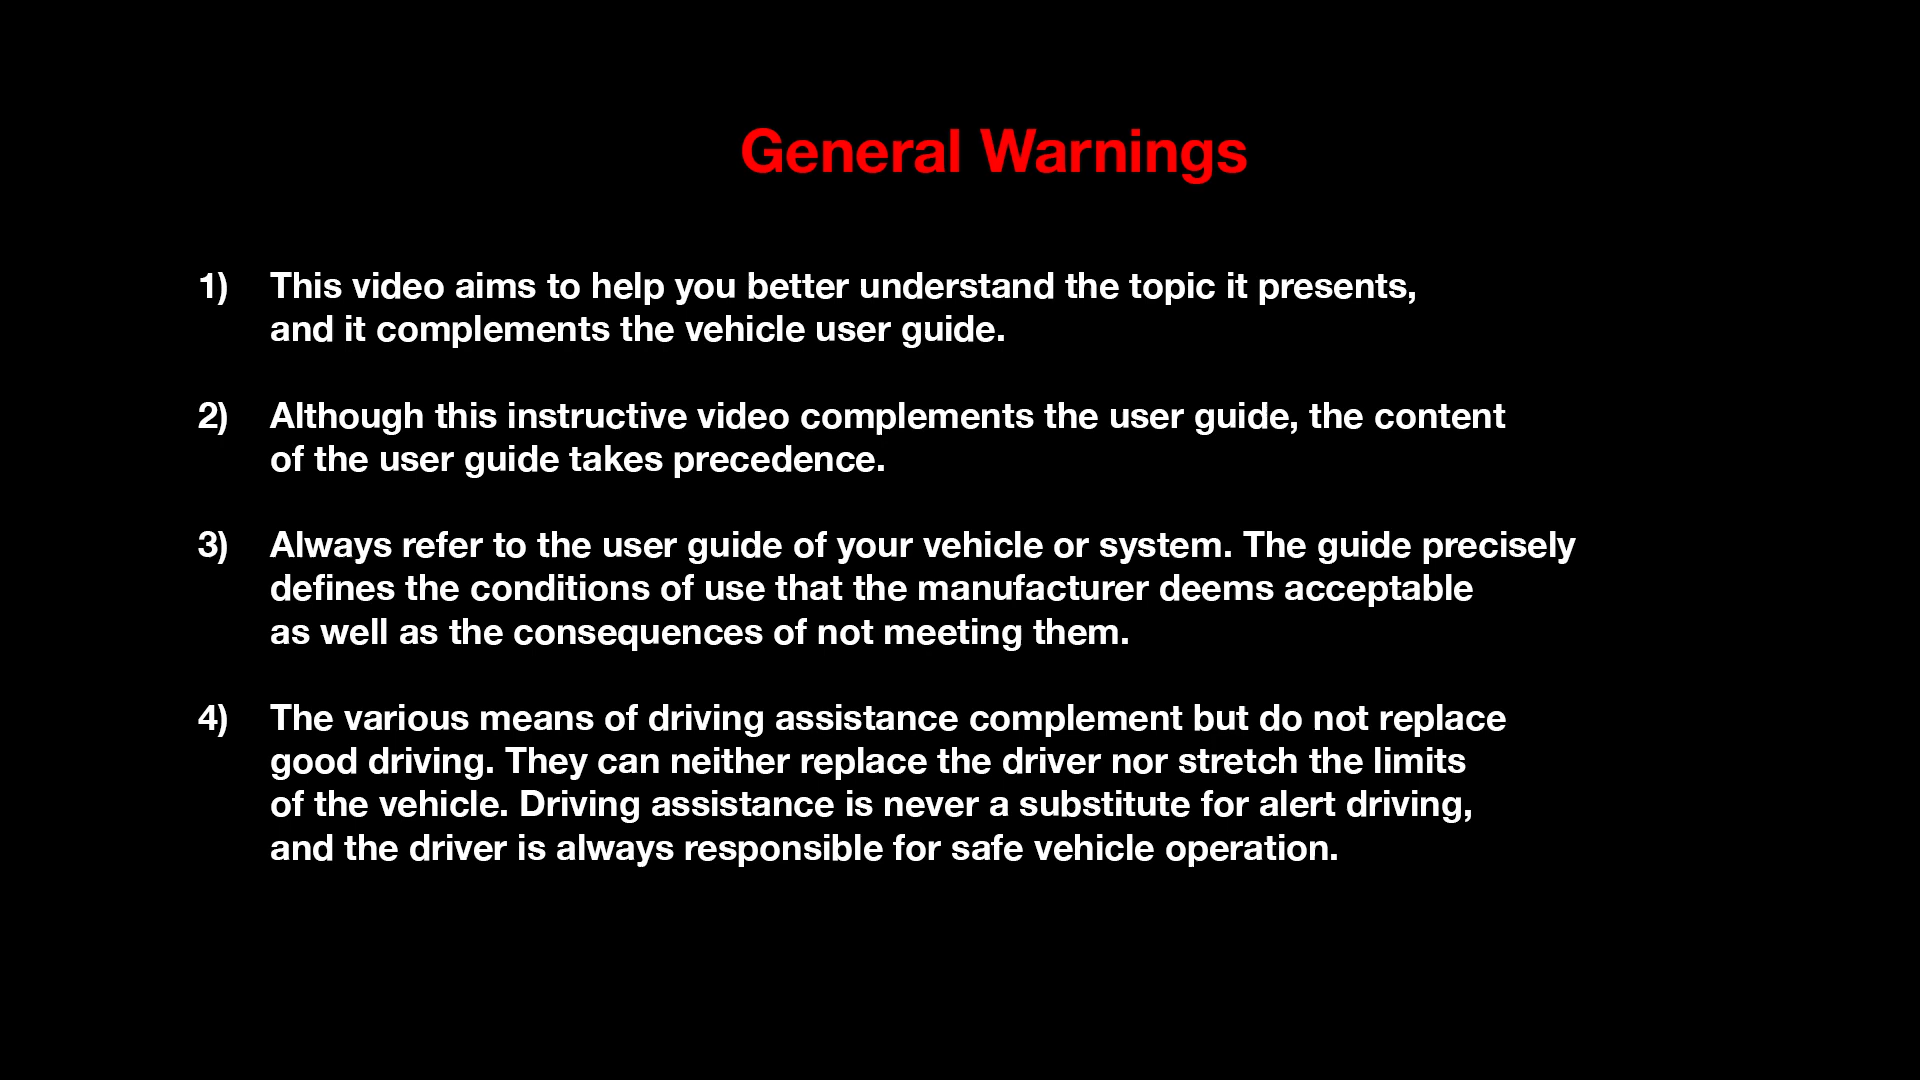 General Warnings
1) This video aims to help you better understand the topic it presents,
and it complements the vehicle user guide.
2) Although this instructive video complements the user guide, the content
of the user guide takes precedence.
3) Always refer to the user guide of your vehicle or system. The guide precisely
defines the conditions of use that the manufacturer deems acceptable
as well as the consequences of not meeting them.
4) The various means of driving assistance complement but do not replace
good driving. They can neither replace the driver nor stretch the limits
of the vehicle. Driving assistance is never a substitute for alert driving,
and the driver is always responsible for safe vehicle operation.